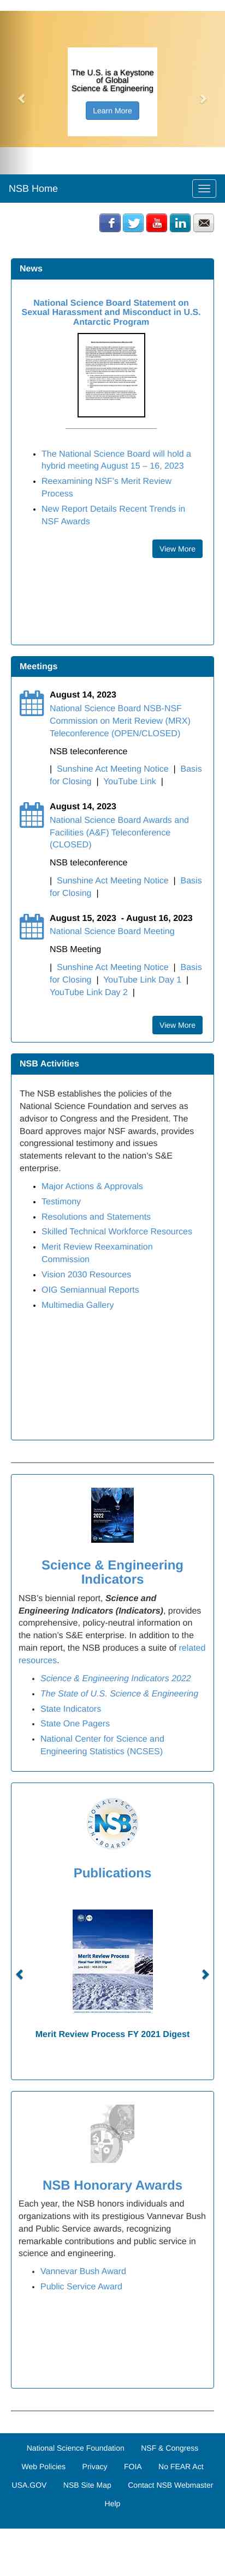 The U.S. is a Keystone
of Global
Science & Engineering
Learn More
NSB Home
News
National Science Board Statement on
Sexual Harassment and Misconduct in U.S.
Antarctic Program
The National Science Board will hold a
hybrid meeting August 15 – 16, 2023
Reexamining NSF's Merit Review
Process
New Report Details Recent Trends in
NSF Awards
View More
Meetings
August 14, 2023
National Science Board NSB-NSF
Commission on Merit Review (MRX)
Teleconference (OPEN/CLOSED)
NSB teleconference
| Sunshine Act Meeting Notice | Basis
for Closing | YouTube Link |
August 14, 2023
National Science Board Awards and
Facilities (A&F) Teleconference
(CLOSED)
NSB teleconference
| Sunshine Act Meeting Notice | Basis
for Closing |
August 15, 2023 - August 16, 2023
National Science Board Meeting
NSB Meeting
| Sunshine Act Meeting Notice | Basis
for Closing | YouTube Link Day 1 |
YouTube Link Day 2 |
View More
NSB Activities
The NSB establishes the policies of the
National Science Foundation and serves as
advisor to Congress and the President. The
Board approves major NSF awards, provides
congressional testimony and issues
statements relevant to the nation's S&E
enterprise.
Major Actions & Approvals
Testimony
Resolutions and Statements
Skilled Technical Workforce Resources
Merit Review Reexamination
Commission
Vision 2030 Resources
OIG Semiannual Reports
Multimedia Gallery
2022
Science & Engineering
Indicators
NSB's biennial report, Science and
Engineering Indicators (Indicators), provides
comprehensive, policy-neutral information on
the nation's S&E enterprise. In addition to the
main report, the NSB produces a suite of related
resources.
Science & Engineering Indicators 2022
The State of U.S. Science & Engineering
State Indicators
State One Pagers
National Center for Science and
Engineering Statistics (NCSES)
NATIONAL SCIENCE
NSB
BOARD
Publications
Merit Review Process
Fiscal Year 2021 Digest
Merit Review Process FY 2021 Digest
NSB Honorary Awards
Each year, the NSB honors individuals and
organizations with its prestigious Vannevar Bush
and Public Service awards, recognizing
remarkable contributions and public service in
science and engineering.
Vannevar Bush Award
Public Service Award
National Science Foundation NSF & Congress
Web Policies Privacy FOIA No FEAR Act
USA.GOV NSB Site Map Contact NSB Webmaster
Help